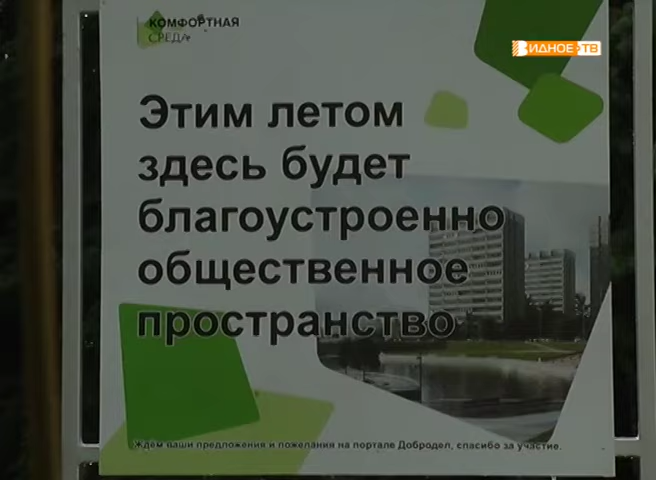 КОМФОРТНАЯ
СРЕДА
ВИДНОЕ-ТВ
Этим летом
здесь будет
благоустроенно
общественное
пространство
Ждем ваши предложения и пожелания на портале Добродел, спасибо за участие.